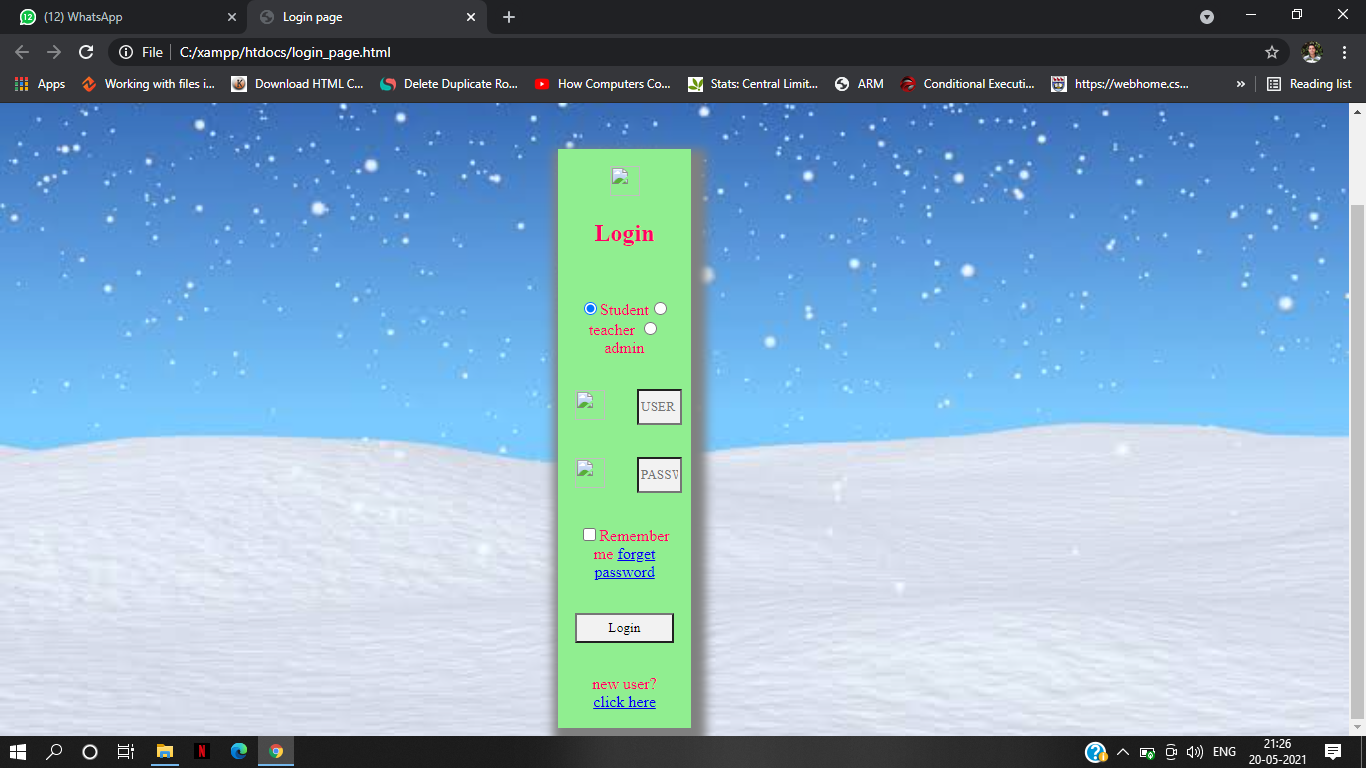 (12) WhatsApp
Login page
File C:/xampp/htdocs/login_page.html
Apps Working with files i... Download HTML C... Delete Duplicate Ro... How Computers Co... Stats: Central Limit... ARM Conditional Executi... https://webhome.cs... » Reading list
Login
Student
teacher
admin
USER
PASSW
Remember
me forget
password
Login
new user?
click here
ENG
21:26
20-05-2021